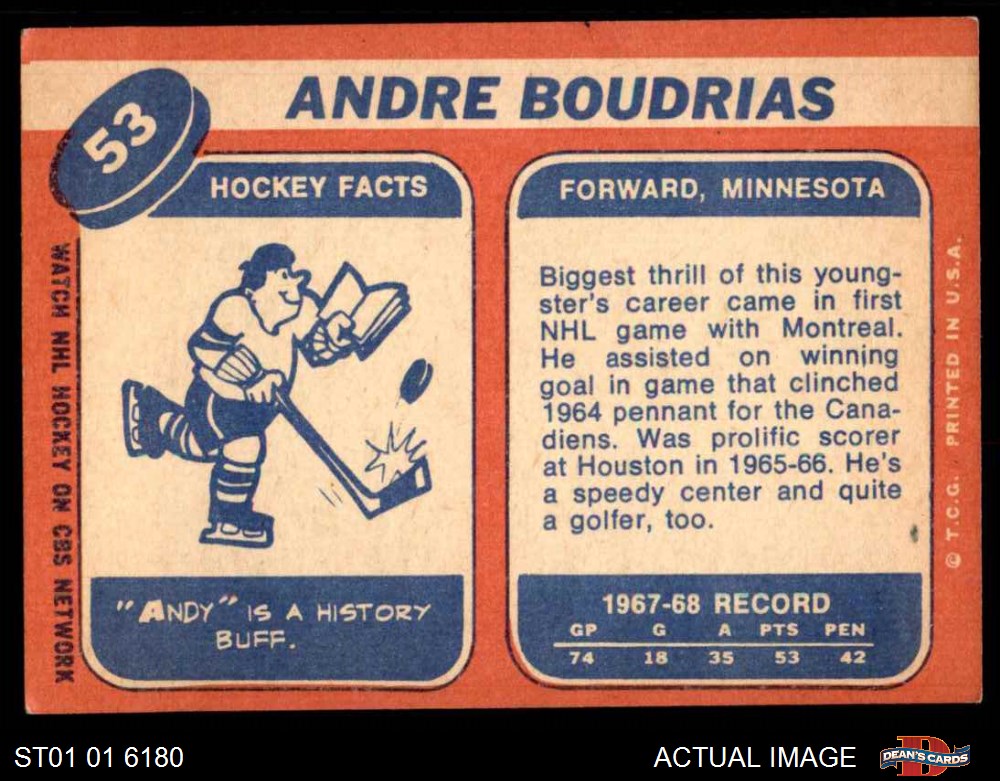 53
ANDRE BOUDRIAS
HOCKEY FACTS
"ANDY" IS A HISTORY
BUFF.
FORWARD, MINNESOTA
Biggest thrill of this young-
ster's career came in first
NHL game with Montreal.
He assisted on winning
goal in game that clinched
1964 pennant for the Cana-
diens. Was prolific scorer
at Houston in 1965-66. He's
a speedy center and quite
a golfer, too.
1967-68 RECORD
GP G A PTS PEN
74 18 35 53 42
WATCH NHL HOCKEY ON CBS NETWORK
© T.C.G. PRINTED IN U.S.A.
ST01 01 6180
ACTUAL IMAGE
DEAN'S CARDS